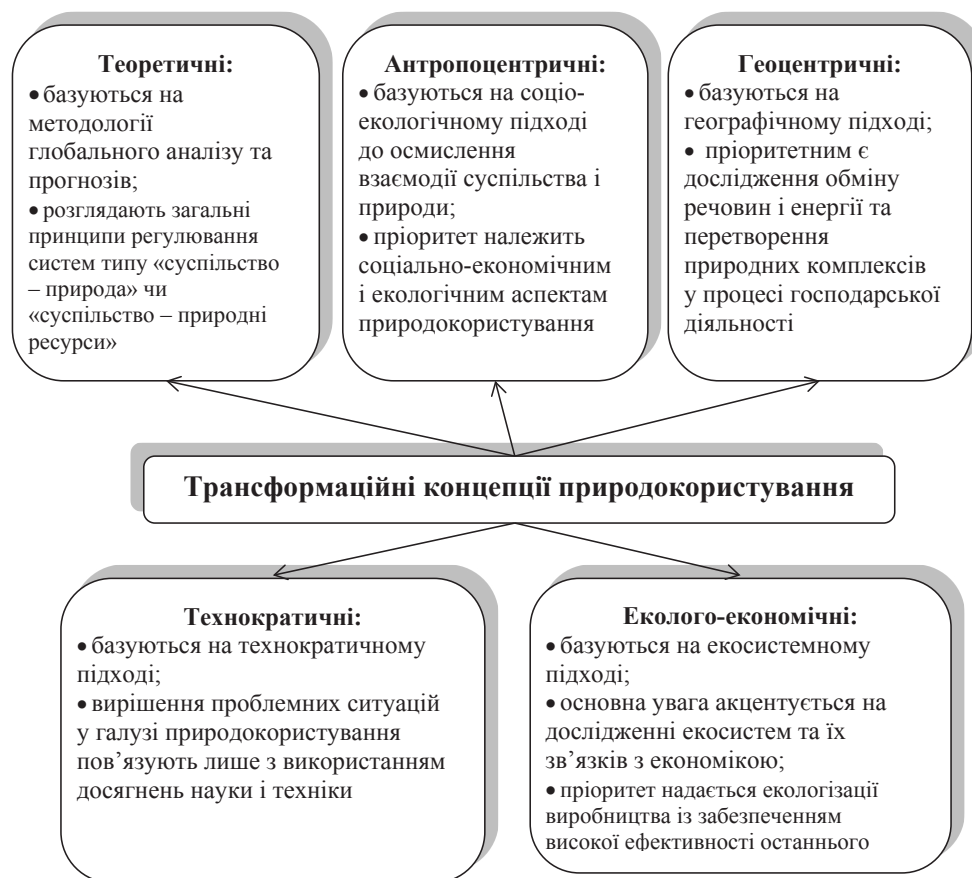 Теоретичні:
• базуються на
методології
глобального аналізу та
прогнозів;
• розглядають загальні
принципи регулювання
систем типу «суспільство
– природа» чи
«суспільство – природні
ресурси»
Антропоцентричні:
• базуються на соціо-
екологічному підході
до осмислення
взаємодії суспільства і
природи;
• пріоритет належить
соціально-економічним
і екологічним аспектам
природокористування
Геоцентричні:
• базуються на
географічному підході;
• пріоритетним є
дослідження обміну
речовин і енергії та
перетворення
природних комплексів
у процесі господарської
діяльності
Трансформаційні концепції природокористування
Технократичні:
• базуються на технократичному
підході;
• вирішення проблемних ситуацій
у галузі природокористування
пов’язують лише з використанням
досягнень науки і техніки
Еколого-економічні:
• базуються на екосистемному
підході;
• основна увага акцентується на
дослідженні екосистем та їх
зв’язків з економікою;
• пріоритет надається екологізації
виробництва із забезпеченням
високої ефективності останнього